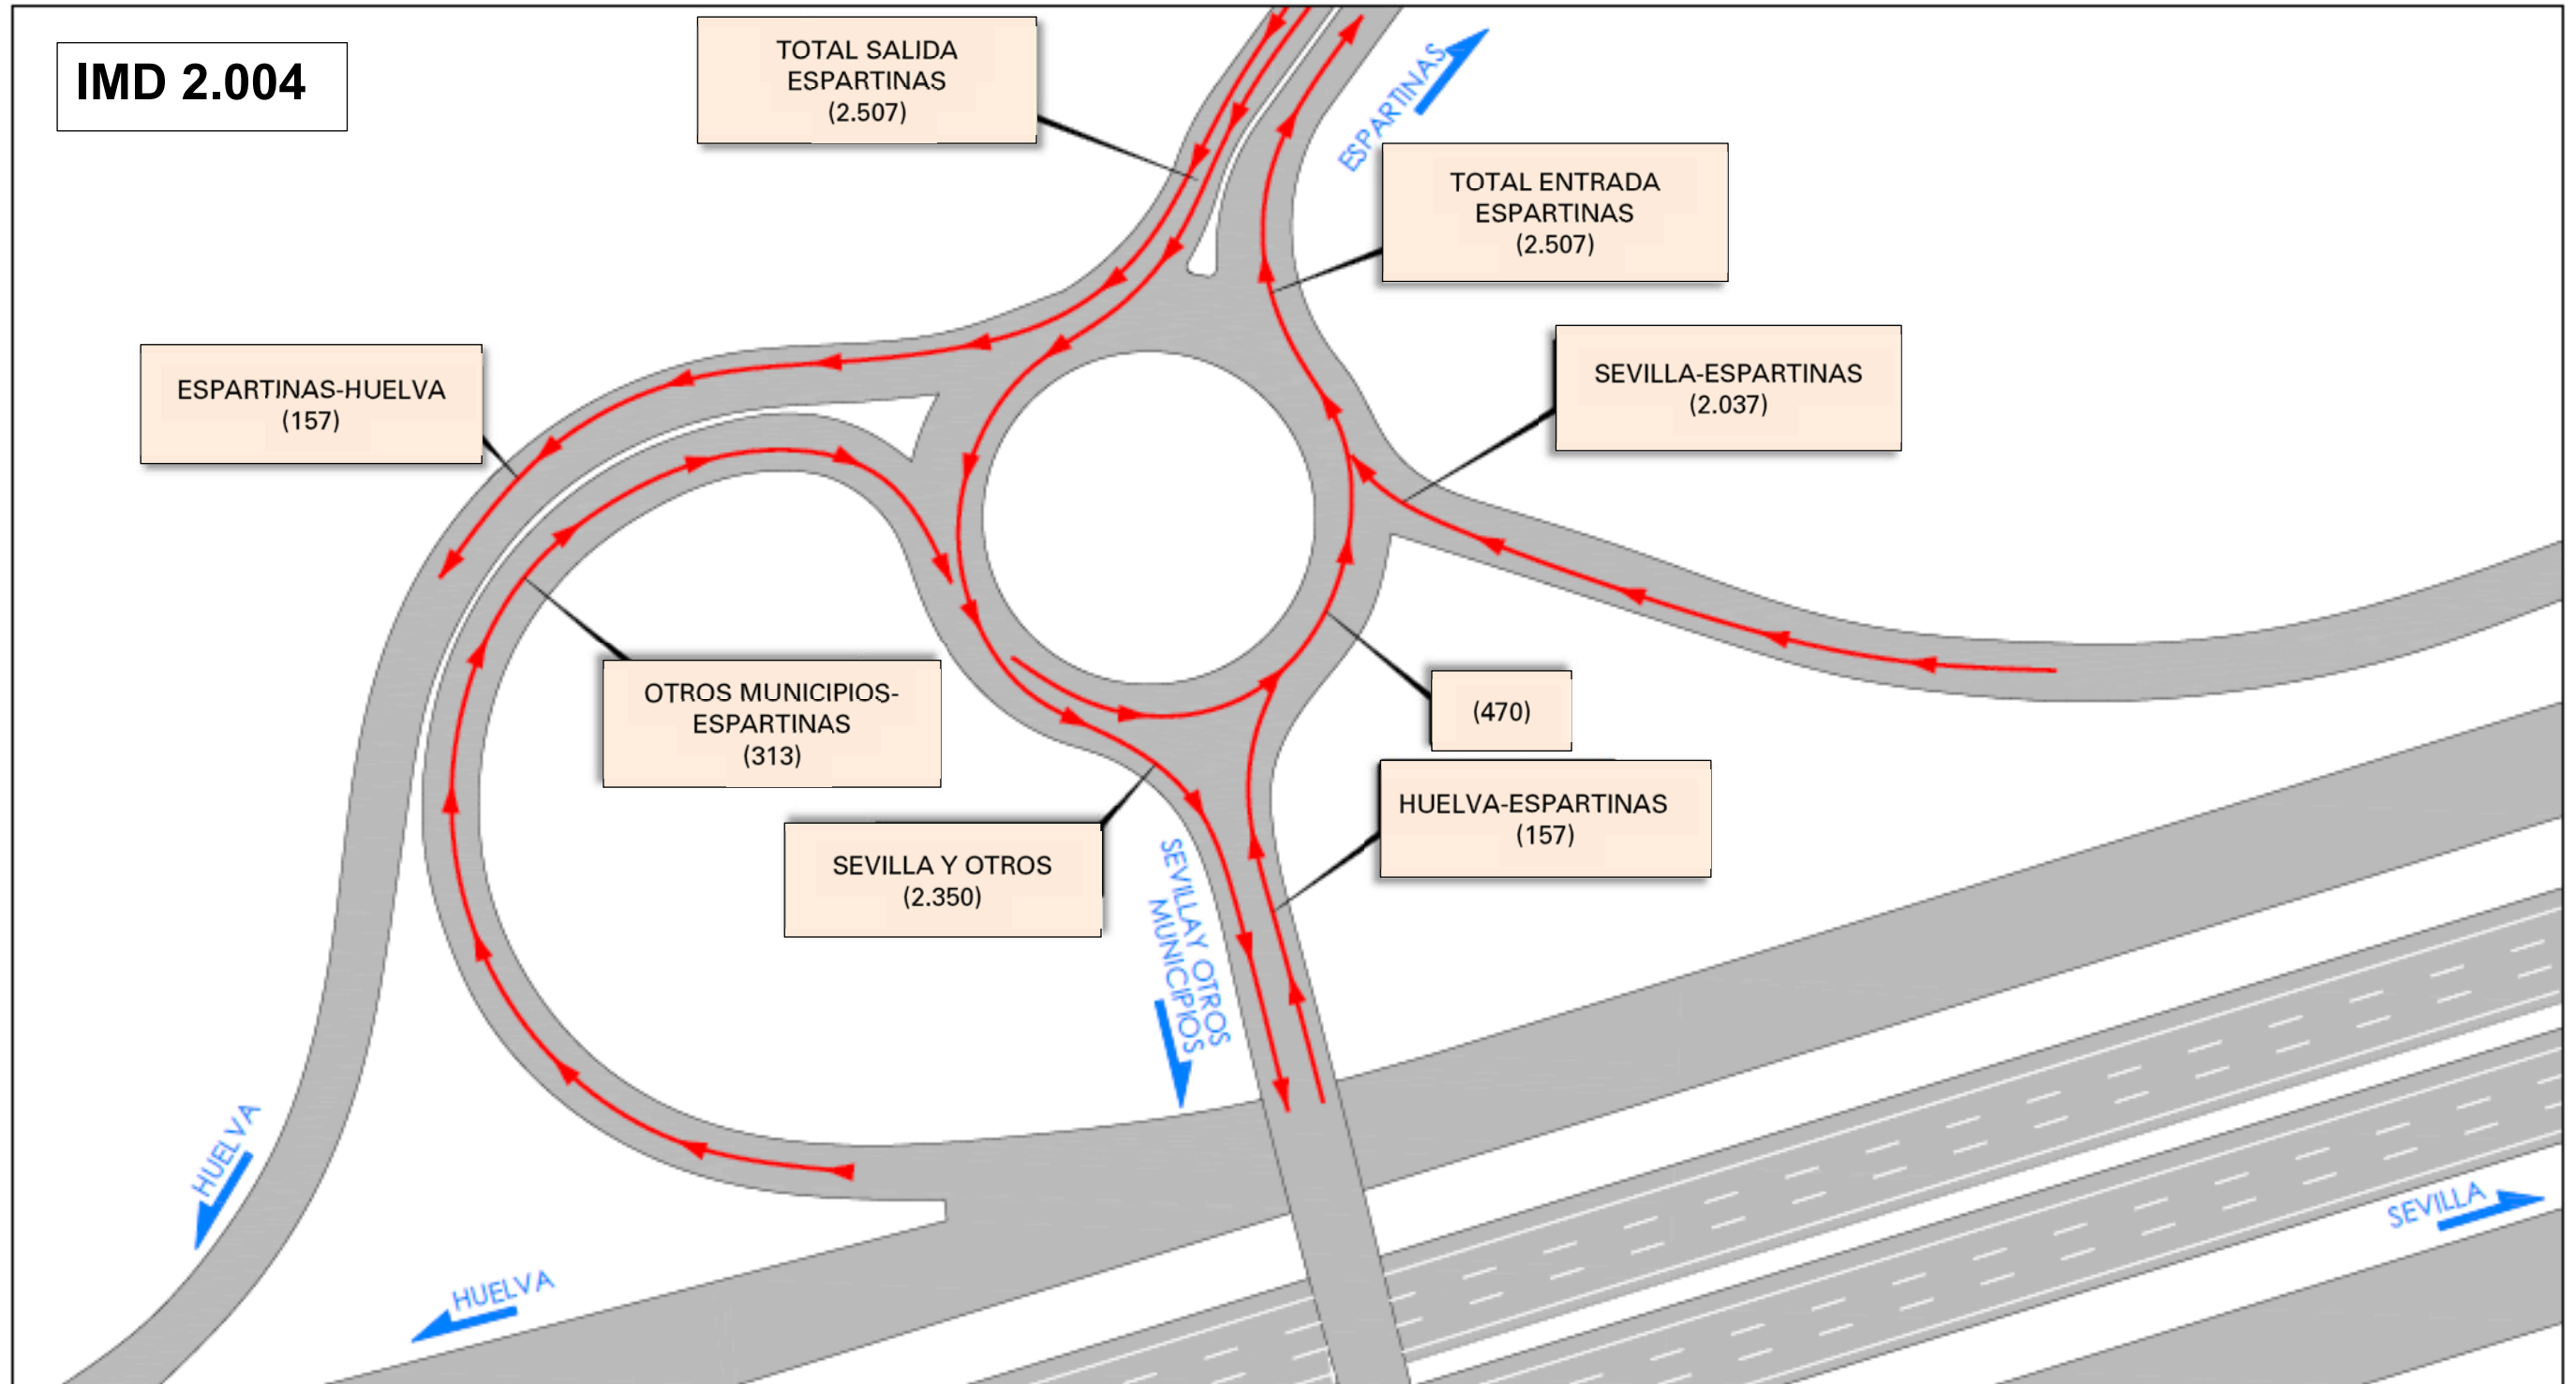 IMD 2.004
TOTAL SALIDA
ESPARTINAS
(2.507)
ESPARTINAS
TOTAL ENTRADA
ESPARTINAS
(2.507)
SEVILLA-ESPARTINAS
(2.037)
ESPARTINAS-HUELVA
(157)
OTROS MUNICIPIOS-
ESPARTINAS
(313)
(470)
HUELVA-ESPARTINAS
(157)
SEVILLA Y OTROS
(2.350)
SEVILLA Y OTROS
MUNICIPIOS
HUELVA
HUELVA
SEVILLA